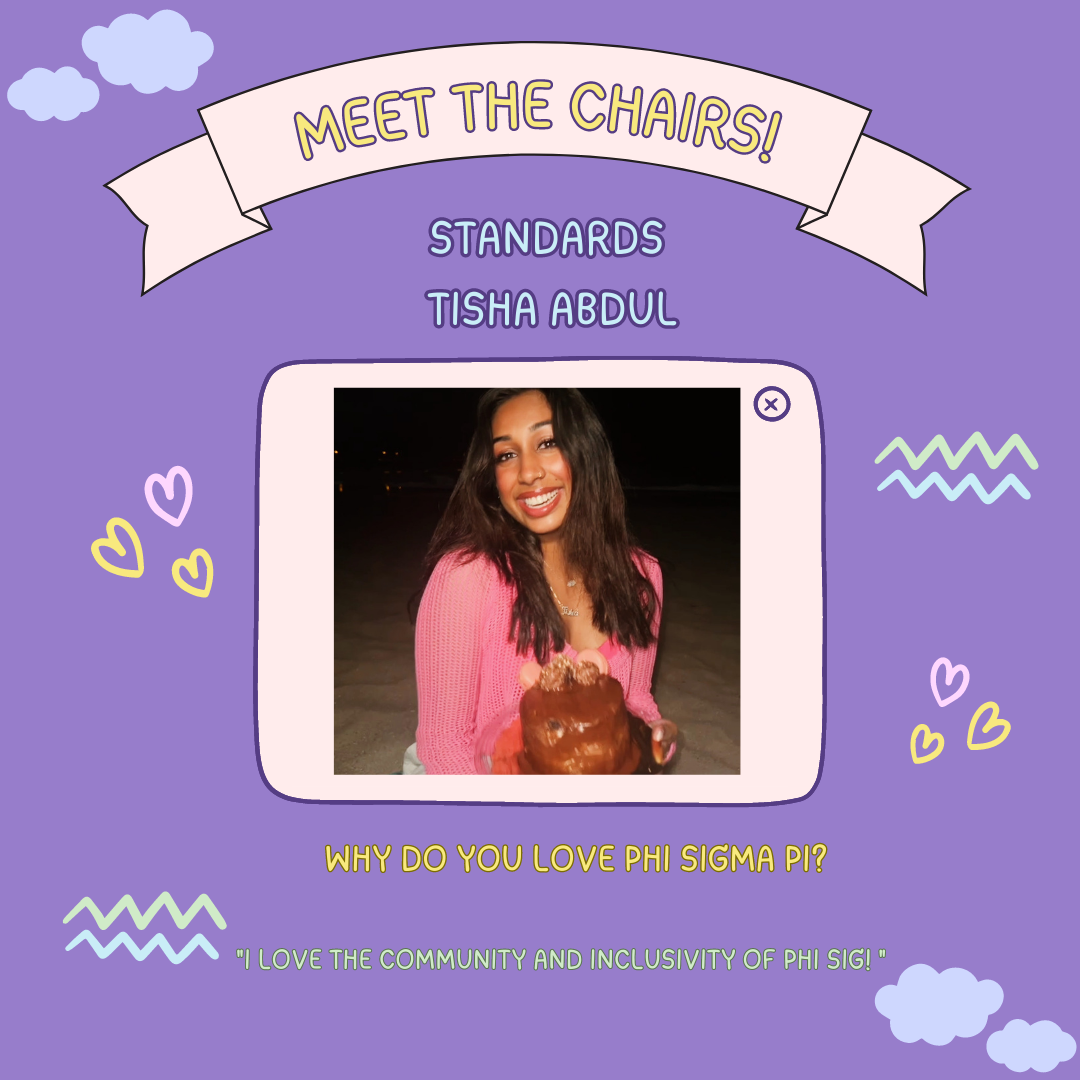 MEET THE CHAIRS!
STANDARDS
TISHA ABDUL
Tisha
WHY DO YOU LOVE PHI SIGMA PI?
"I LOVE THE COMMUNITY AND INCLUSIVITY OF PHI SIG! "